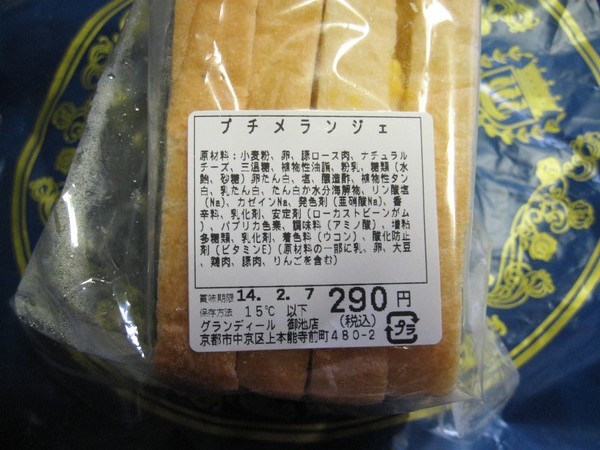 プチメランジェ
原材料：小麦粉、卵、豚ロース肉、ナチュラル
チーズ、三温糖、植物性油脂、粉乳、糖類（水
飴、砂糖）卵たん白、塩、醸造酢、植物性タン
白、乳たん白、たん白加水分解物、リン酸塩
（Na）、カゼインNa、発色剤（亜硝酸Na）、香
辛料、乳化剤、安定剤（ローカストビーンガム
）、パプリカ色素、調味料（アミノ酸）、増粘
多糖類、乳化剤、着色料（ウコン）、酸化防止
剤（ビタミンE）（原材料の一部に乳、卵、大豆
、鶏肉、豚肉、りんごを含む）
賞味期限 14. 2. 7 290円
保存方法 15℃ 以下 (税込)
グランディール 御池店
京都市中京区上本能寺前町480-2
プラ